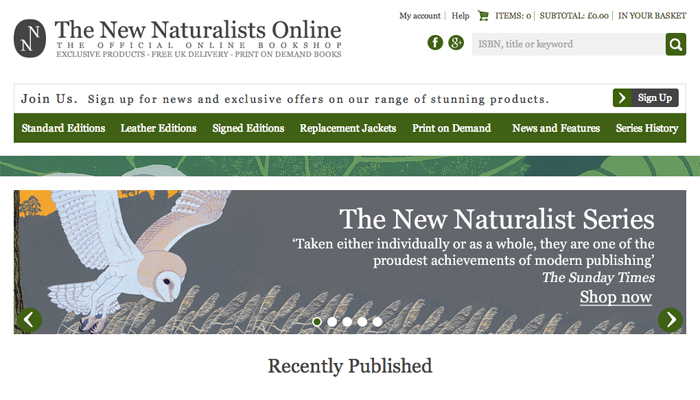 My account | Help ITEMS: 0 | SUBTOTAL: £0.00 | IN YOUR BASKET
NN
The New Naturalists Online
THE OFFICIAL ONLINE BOOKSHOP
EXCLUSIVE PRODUCTS - FREE UK DELIVERY - PRINT ON DEMAND BOOKS
f g+ ISBN, title or keyword
Join Us. Sign up for news and exclusive offers on our range of stunning products. Sign Up
Standard Editions Leather Editions Signed Editions Replacement Jackets Print on Demand News and Features Series History
The New Naturalist Series
‘Taken either individually or as a whole, they are one of the
proudest achievements of modern publishing’
The Sunday Times
Shop now
Recently Published